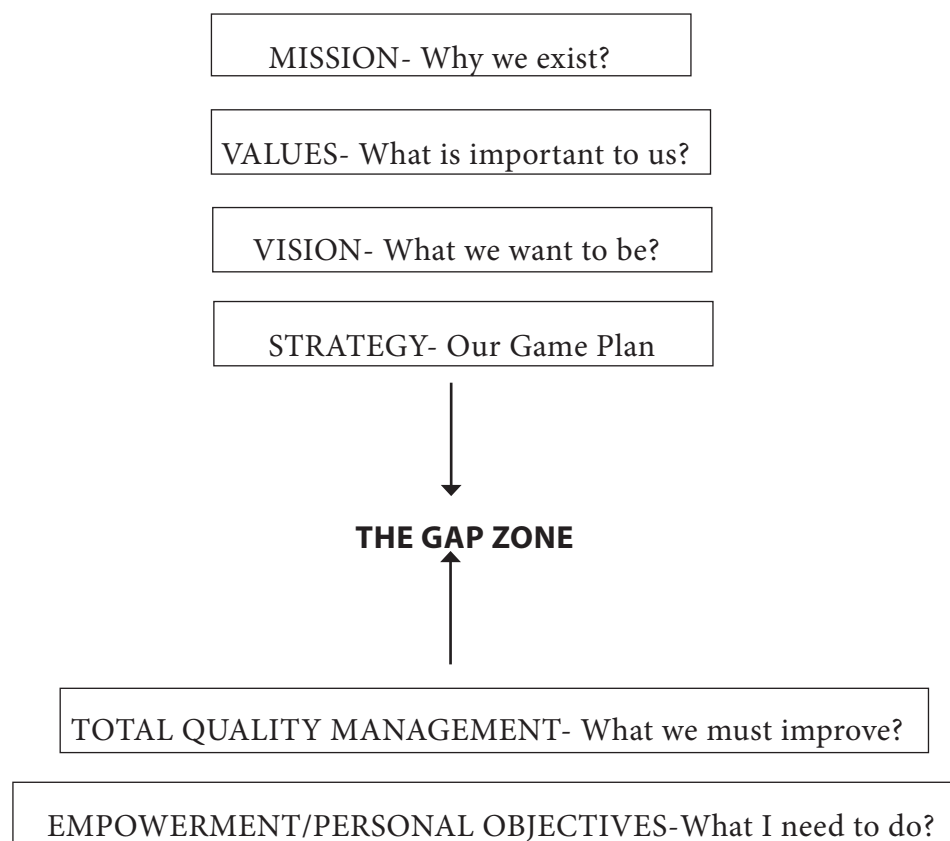 MISSION- Why we exist?
VALUES- What is important to us?
VISION- What we want to be?
STRATEGY- Our Game Plan
THE GAP ZONE
TOTAL QUALITY MANAGEMENT- What we must improve?
EMPOWERMENT/PERSONAL OBJECTIVES-What I need to do?